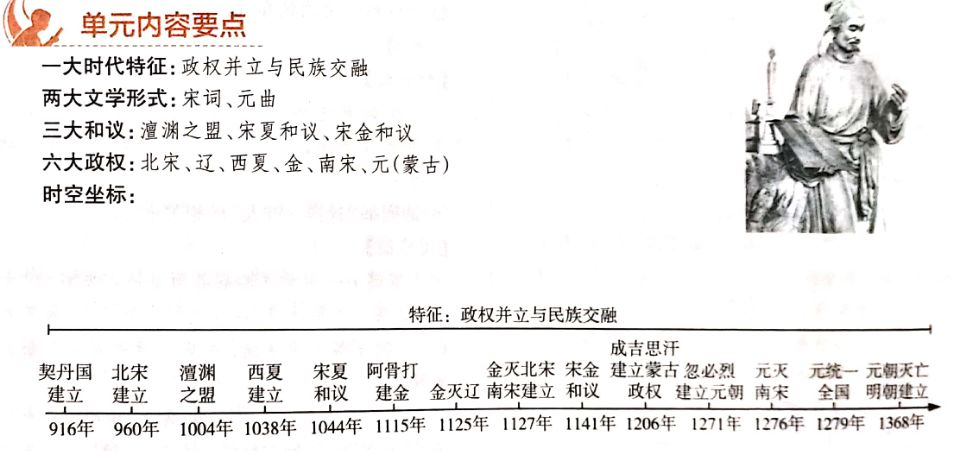 单元内容要点
一大时代特征:政权并立与民族交融
两大文学形式:宋词、元曲
三大和议:澶渊之盟、宋夏和议、宋金和议
六大政权:北宋、辽、西夏、金、南宋、元(蒙古)
时空坐标:
特征:政权并立与民族交融
成吉思汗
契丹国 北宋 澶渊 西夏 宋夏 阿骨打 金灭北宋 宋金 建立蒙古 忽必烈 元灭 元统一 元朝灭亡
建立 建立 之盟 建立 和议 建金 金灭辽 南宋建立 和议 政权 建立元朝 南宋 全国 明朝建立
916年 960年 1004年 1038年 1044年 1115年 1125年 1127年 1141年 1206年 1271年 1276年 1279年 1368年